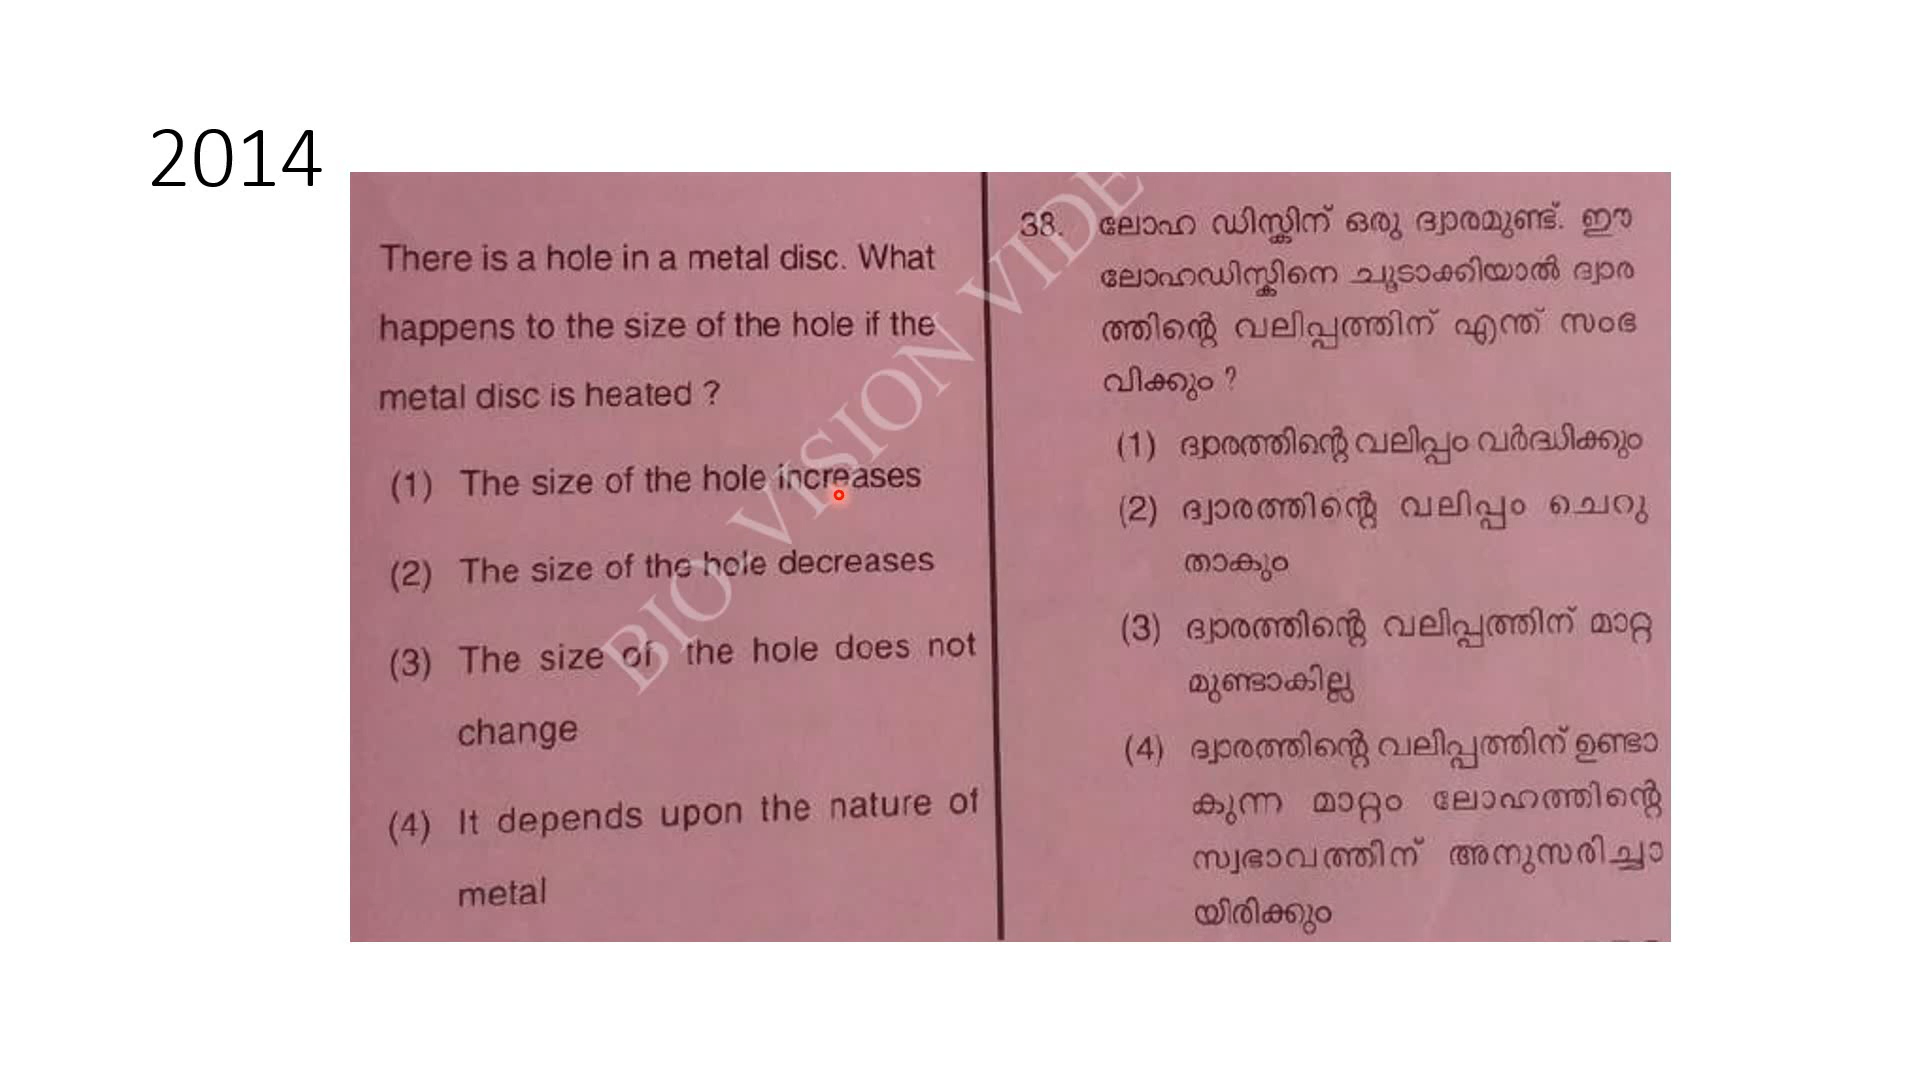 2014
There is a hole in a metal disc. What
happens to the size of the hole if the
metal disc is heated ?
(1) The size of the hole increases
(2) The size of the hole decreases
(3) The size of the hole does not
change
(4) It depends upon the nature of
metal
38. ലോഹ ഡിസ്കിന് ഒരു ദ്വാരമുണ്ട്. ഈ
ലോഹഡിസ്കിനെ ചൂടാക്കിയാൽ ദ്വാര
ത്തിന്റെ വലിപ്പത്തിന് എന്ത് സംഭ
വിക്കും ?
(1) ദ്വാരത്തിന്റെ വലിപ്പം വർദ്ധിക്കും
(2) ദ്വാരത്തിന്റെ വലിപ്പം ചെറു
താകും
(3) ദ്വാരത്തിന്റെ വലിപ്പത്തിന് മാറ്റ
മുണ്ടാകില്ല
(4) ദ്വാരത്തിന്റെ വലിപ്പത്തിന് ഉണ്ടാ
കുന്ന മാറ്റം ലോഹത്തിന്റെ
സ്വഭാവത്തിന് അനുസരിച്ചാ
യിരിക്കും
BIO VISION VIDE